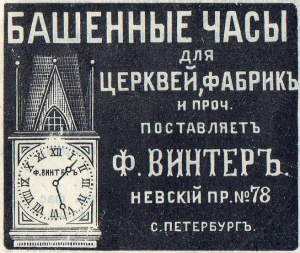 БАШЕННЫЕ ЧАСЫ
ДЛЯ
ЦЕРКВЕЙ, ФАБРИКЪ
И ПРОЧ.
ПОСТАВЛЯЕТЪ
Ф. ВИНТЕРЪ.
НЕВСКІЙ ПР. №78
С. ПЕТЕРБУРГЪ.
Ф. ВИНТЕРЪ